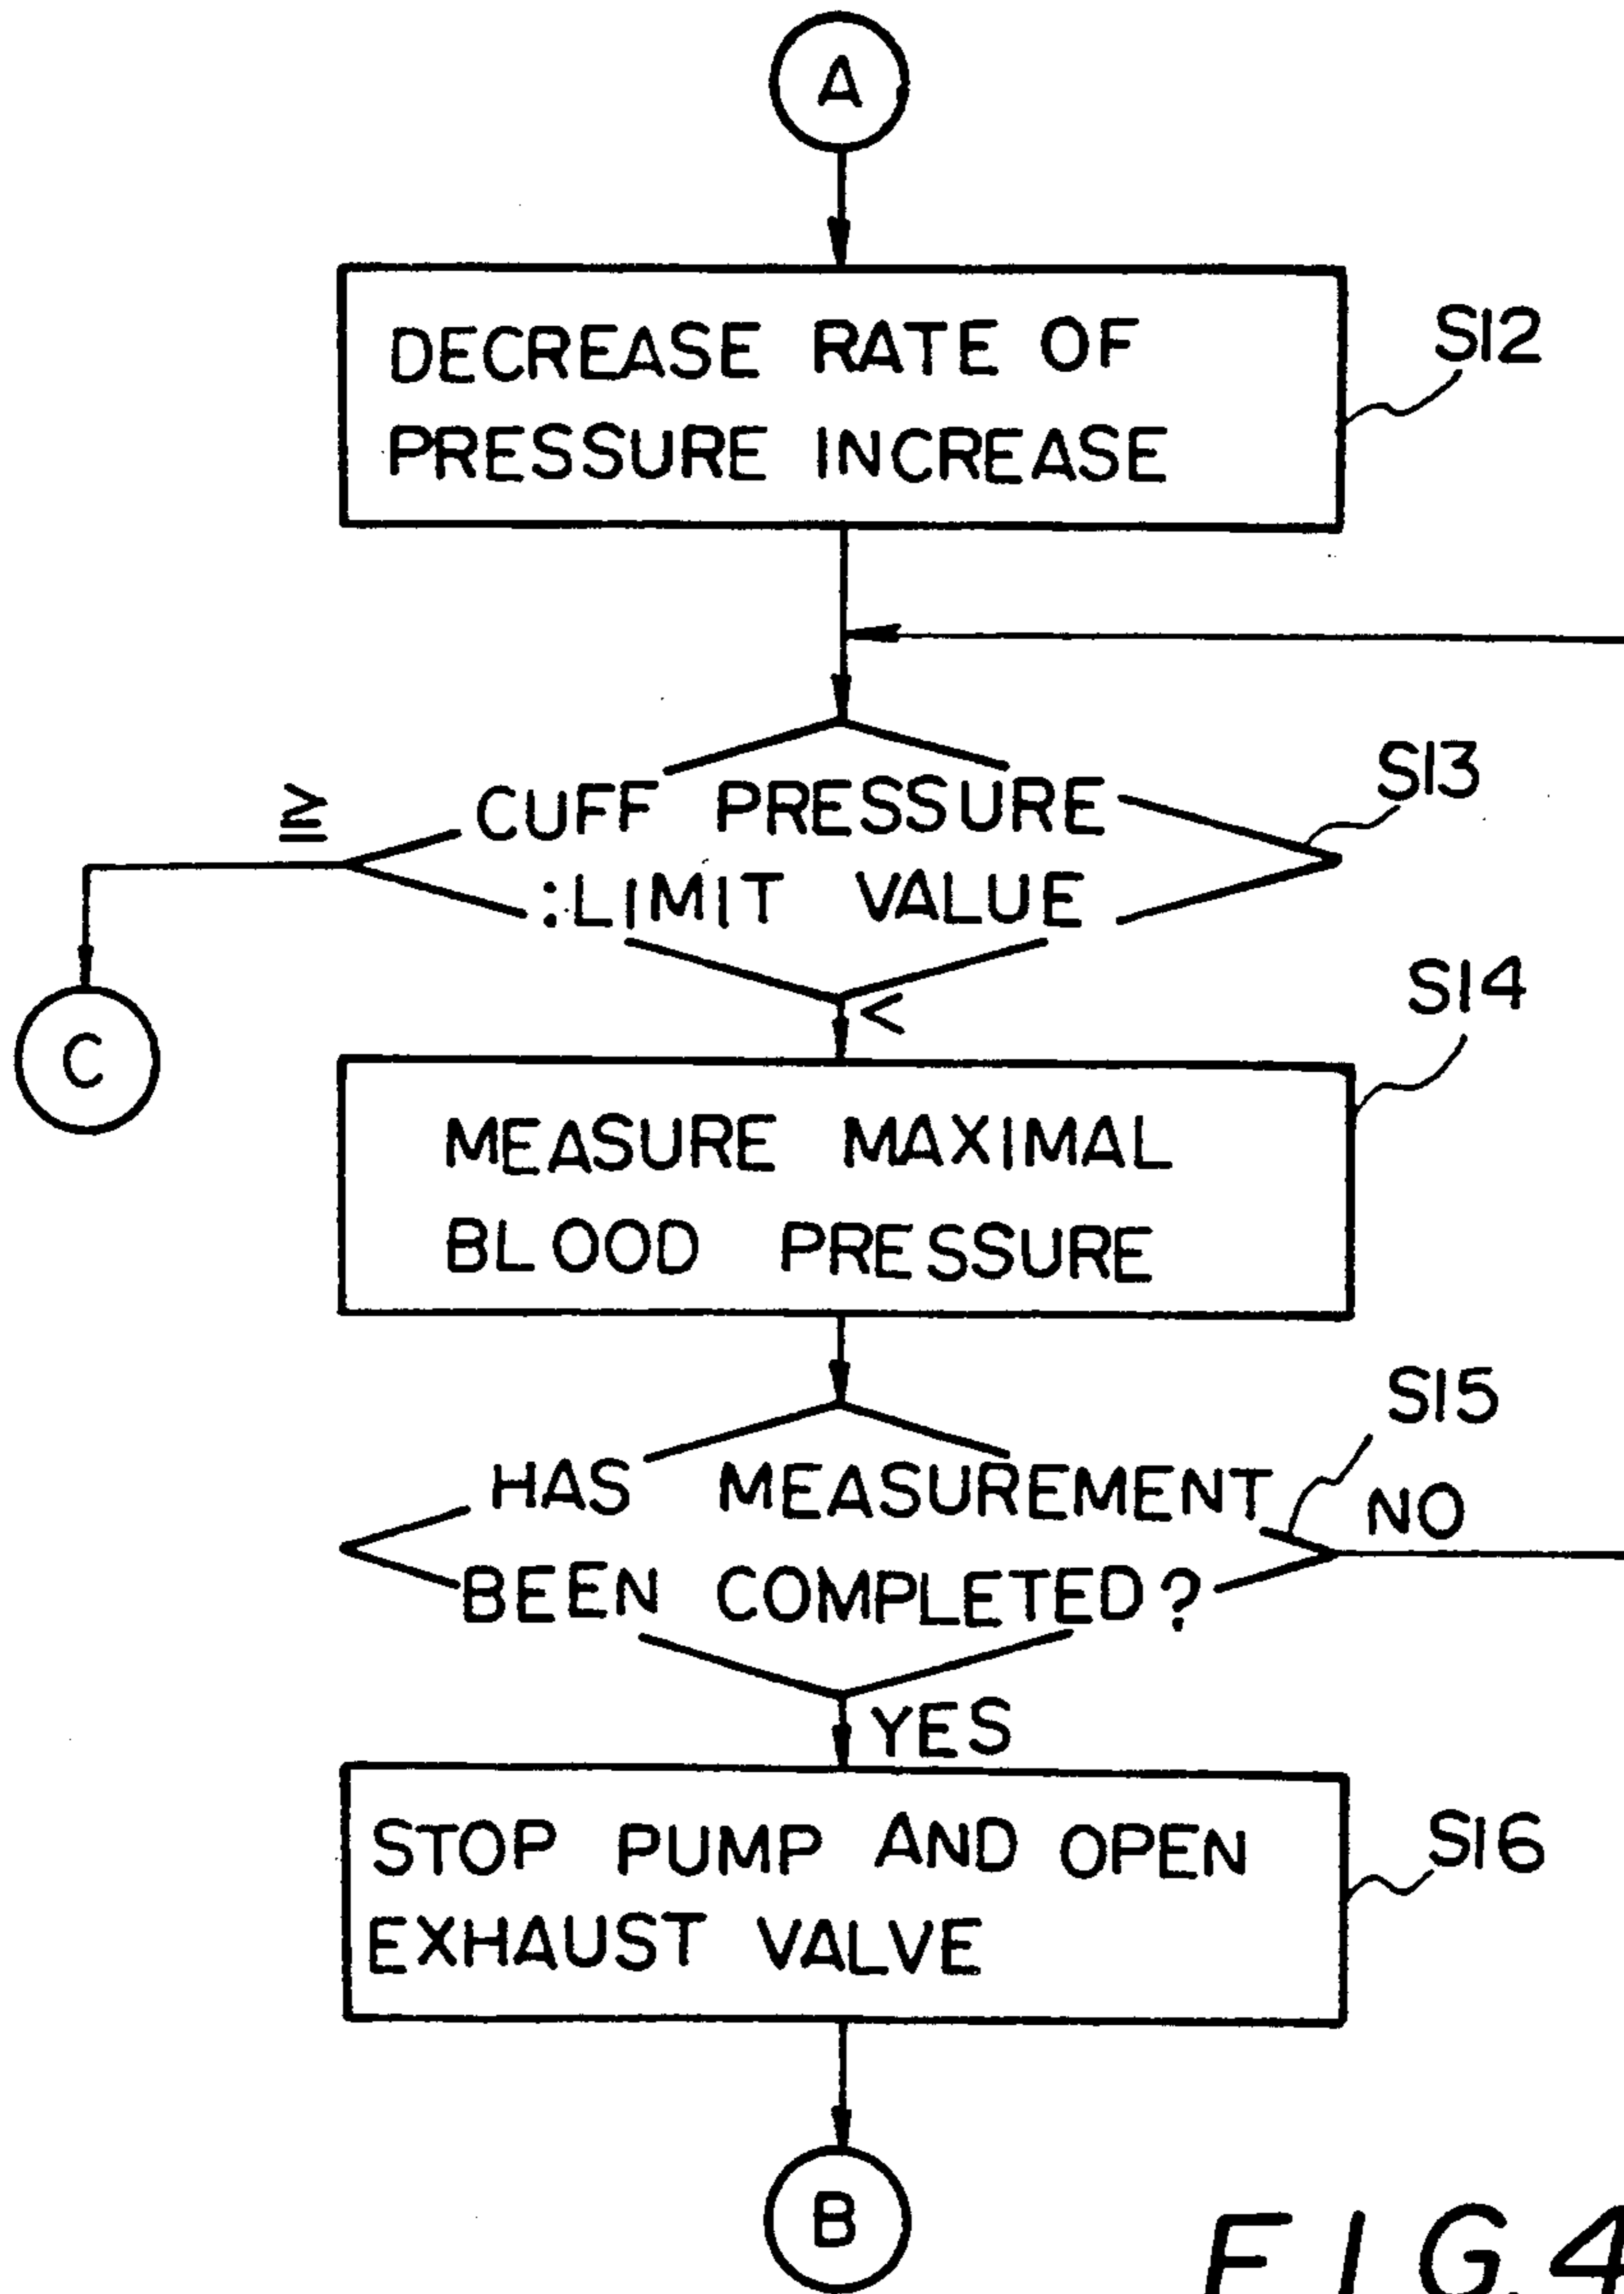 A
DECREASE RATE OF
PRESSURE INCREASE
S12
CUFF PRESSURE
:LIMIT VALUE
S13
≧
C
<
MEASURE MAXIMAL
BLOOD PRESSURE
S14
HAS MEASUREMENT
BEEN COMPLETED?
S15
NO
YES
STOP PUMP AND OPEN
EXHAUST VALVE
S16
B
FIG.4